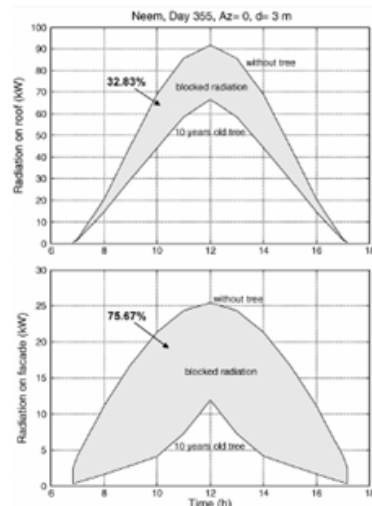 Neem, Day 355, Az= 0, d= 3 m
100
90
80
70
60
50
40
30
20
10
0
Radiation on roof (kW)
without tree
32.83%
blocked radiation
10 years old tree
6 8 10 12 14 16 18
30
25
20
15
10
5
0
Radiation on facade (kW)
without tree
75.67%
blocked radiation
10 years old tree
6 8 10 12 14 16 18
Time (h)